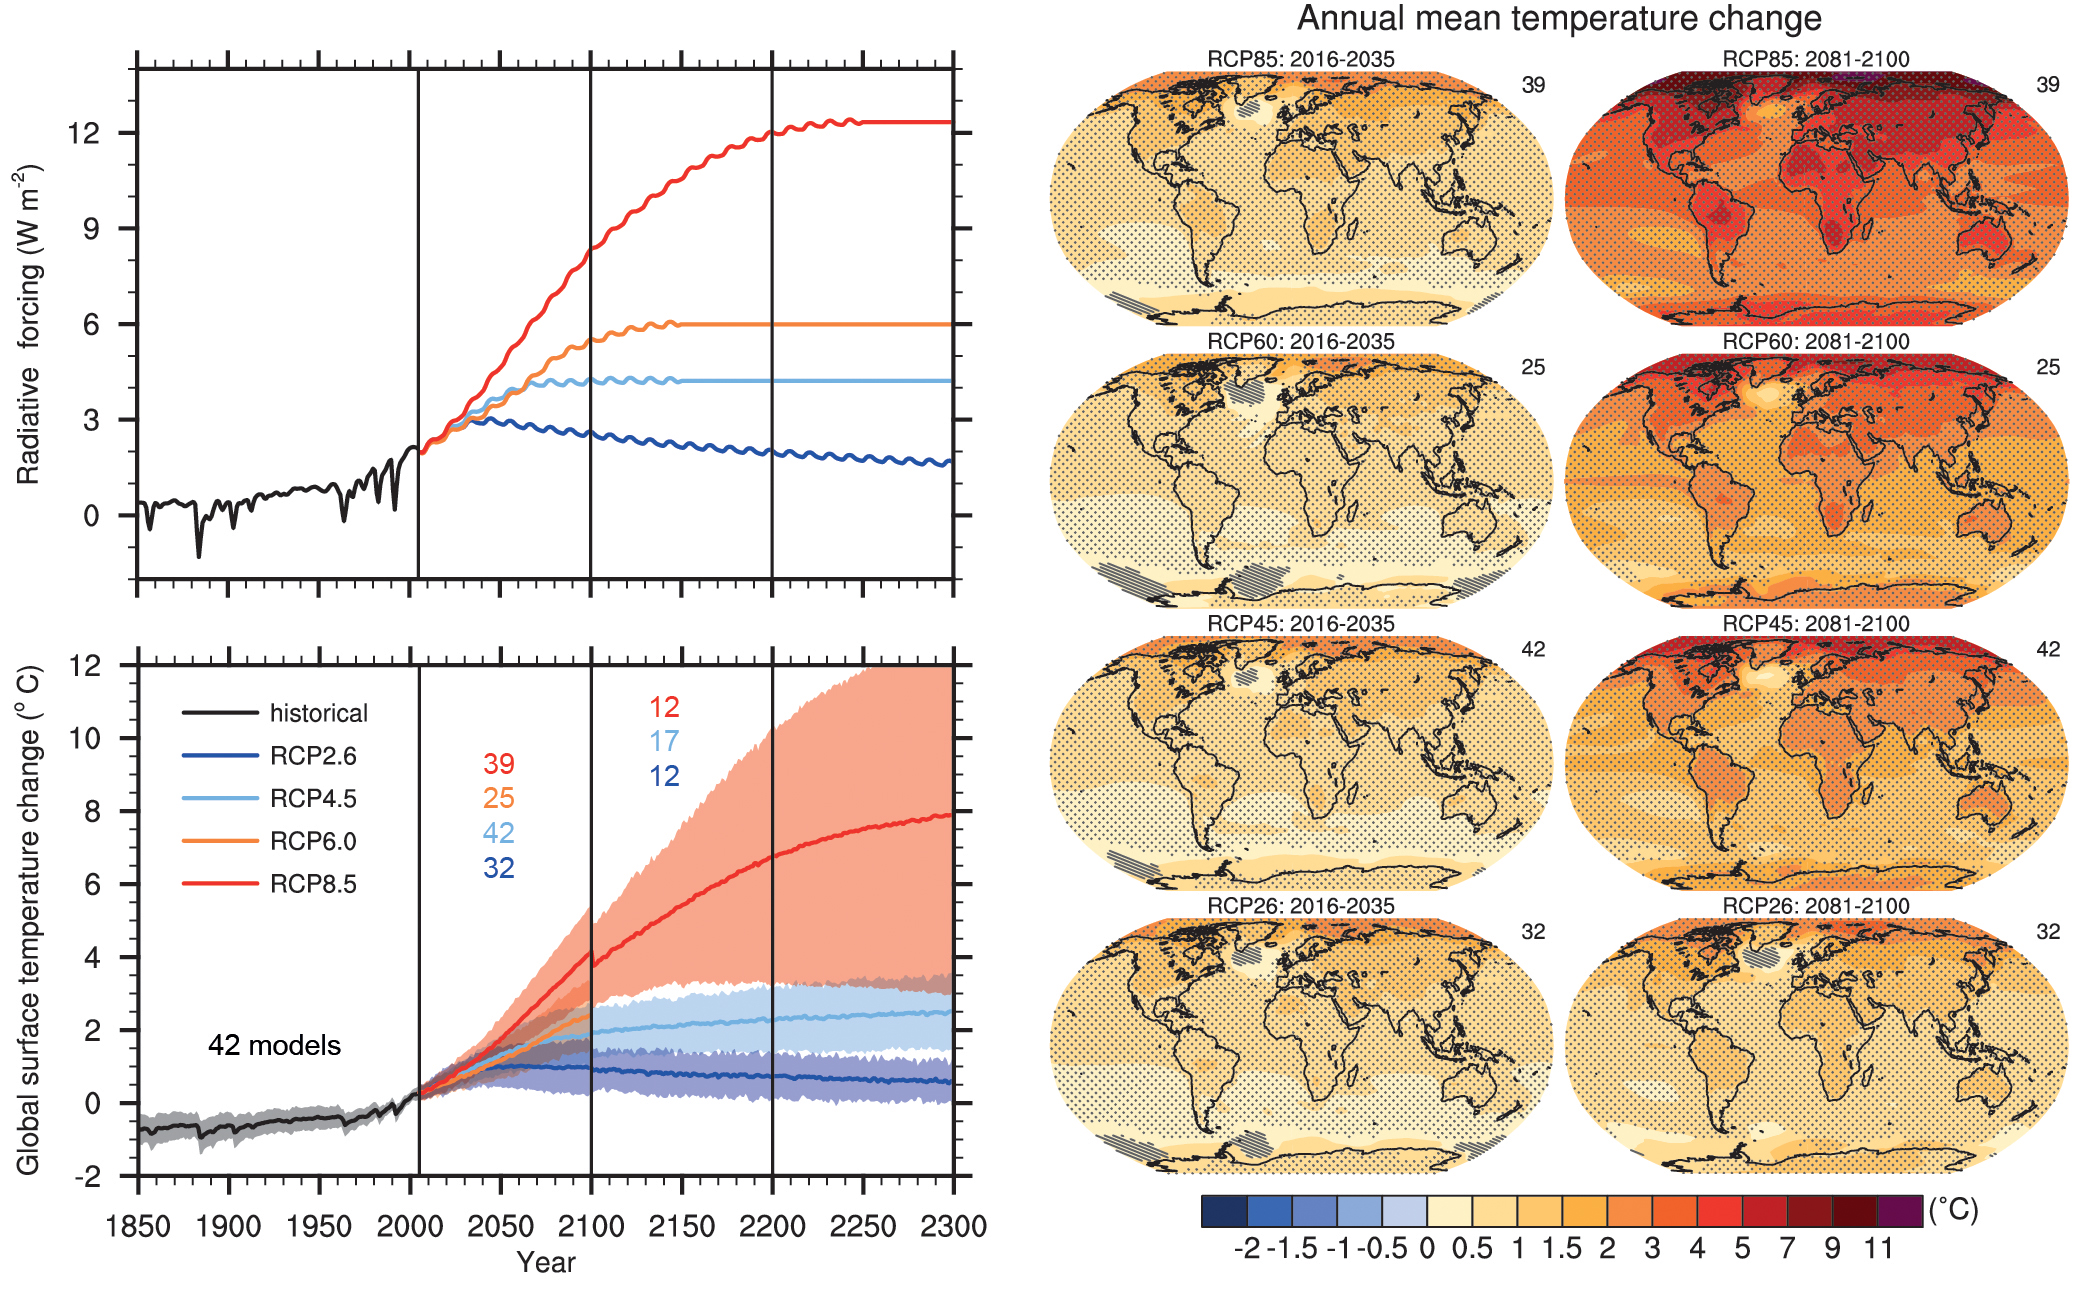 Annual mean temperature change
Radiative forcing (W m-2)
12
9
6
3
0
Global surface temperature change (° C)
12
10
8
6
4
2
0
-2
historical
RCP2.6
RCP4.5
RCP6.0
RCP8.5
39
25
42
32
12
17
12
42 models
1850 1900 1950 2000 2050 2100 2150 2200 2250 2300
Year
RCP85: 2016-2035
39
RCP85: 2081-2100
39
RCP60: 2016-2035
25
RCP60: 2081-2100
25
RCP45: 2016-2035
42
RCP45: 2081-2100
42
RCP26: 2016-2035
32
RCP26: 2081-2100
32
(°C)
-2 -1.5 -1 -0.5 0 0.5 1 1.5 2 3 4 5 7 9 11